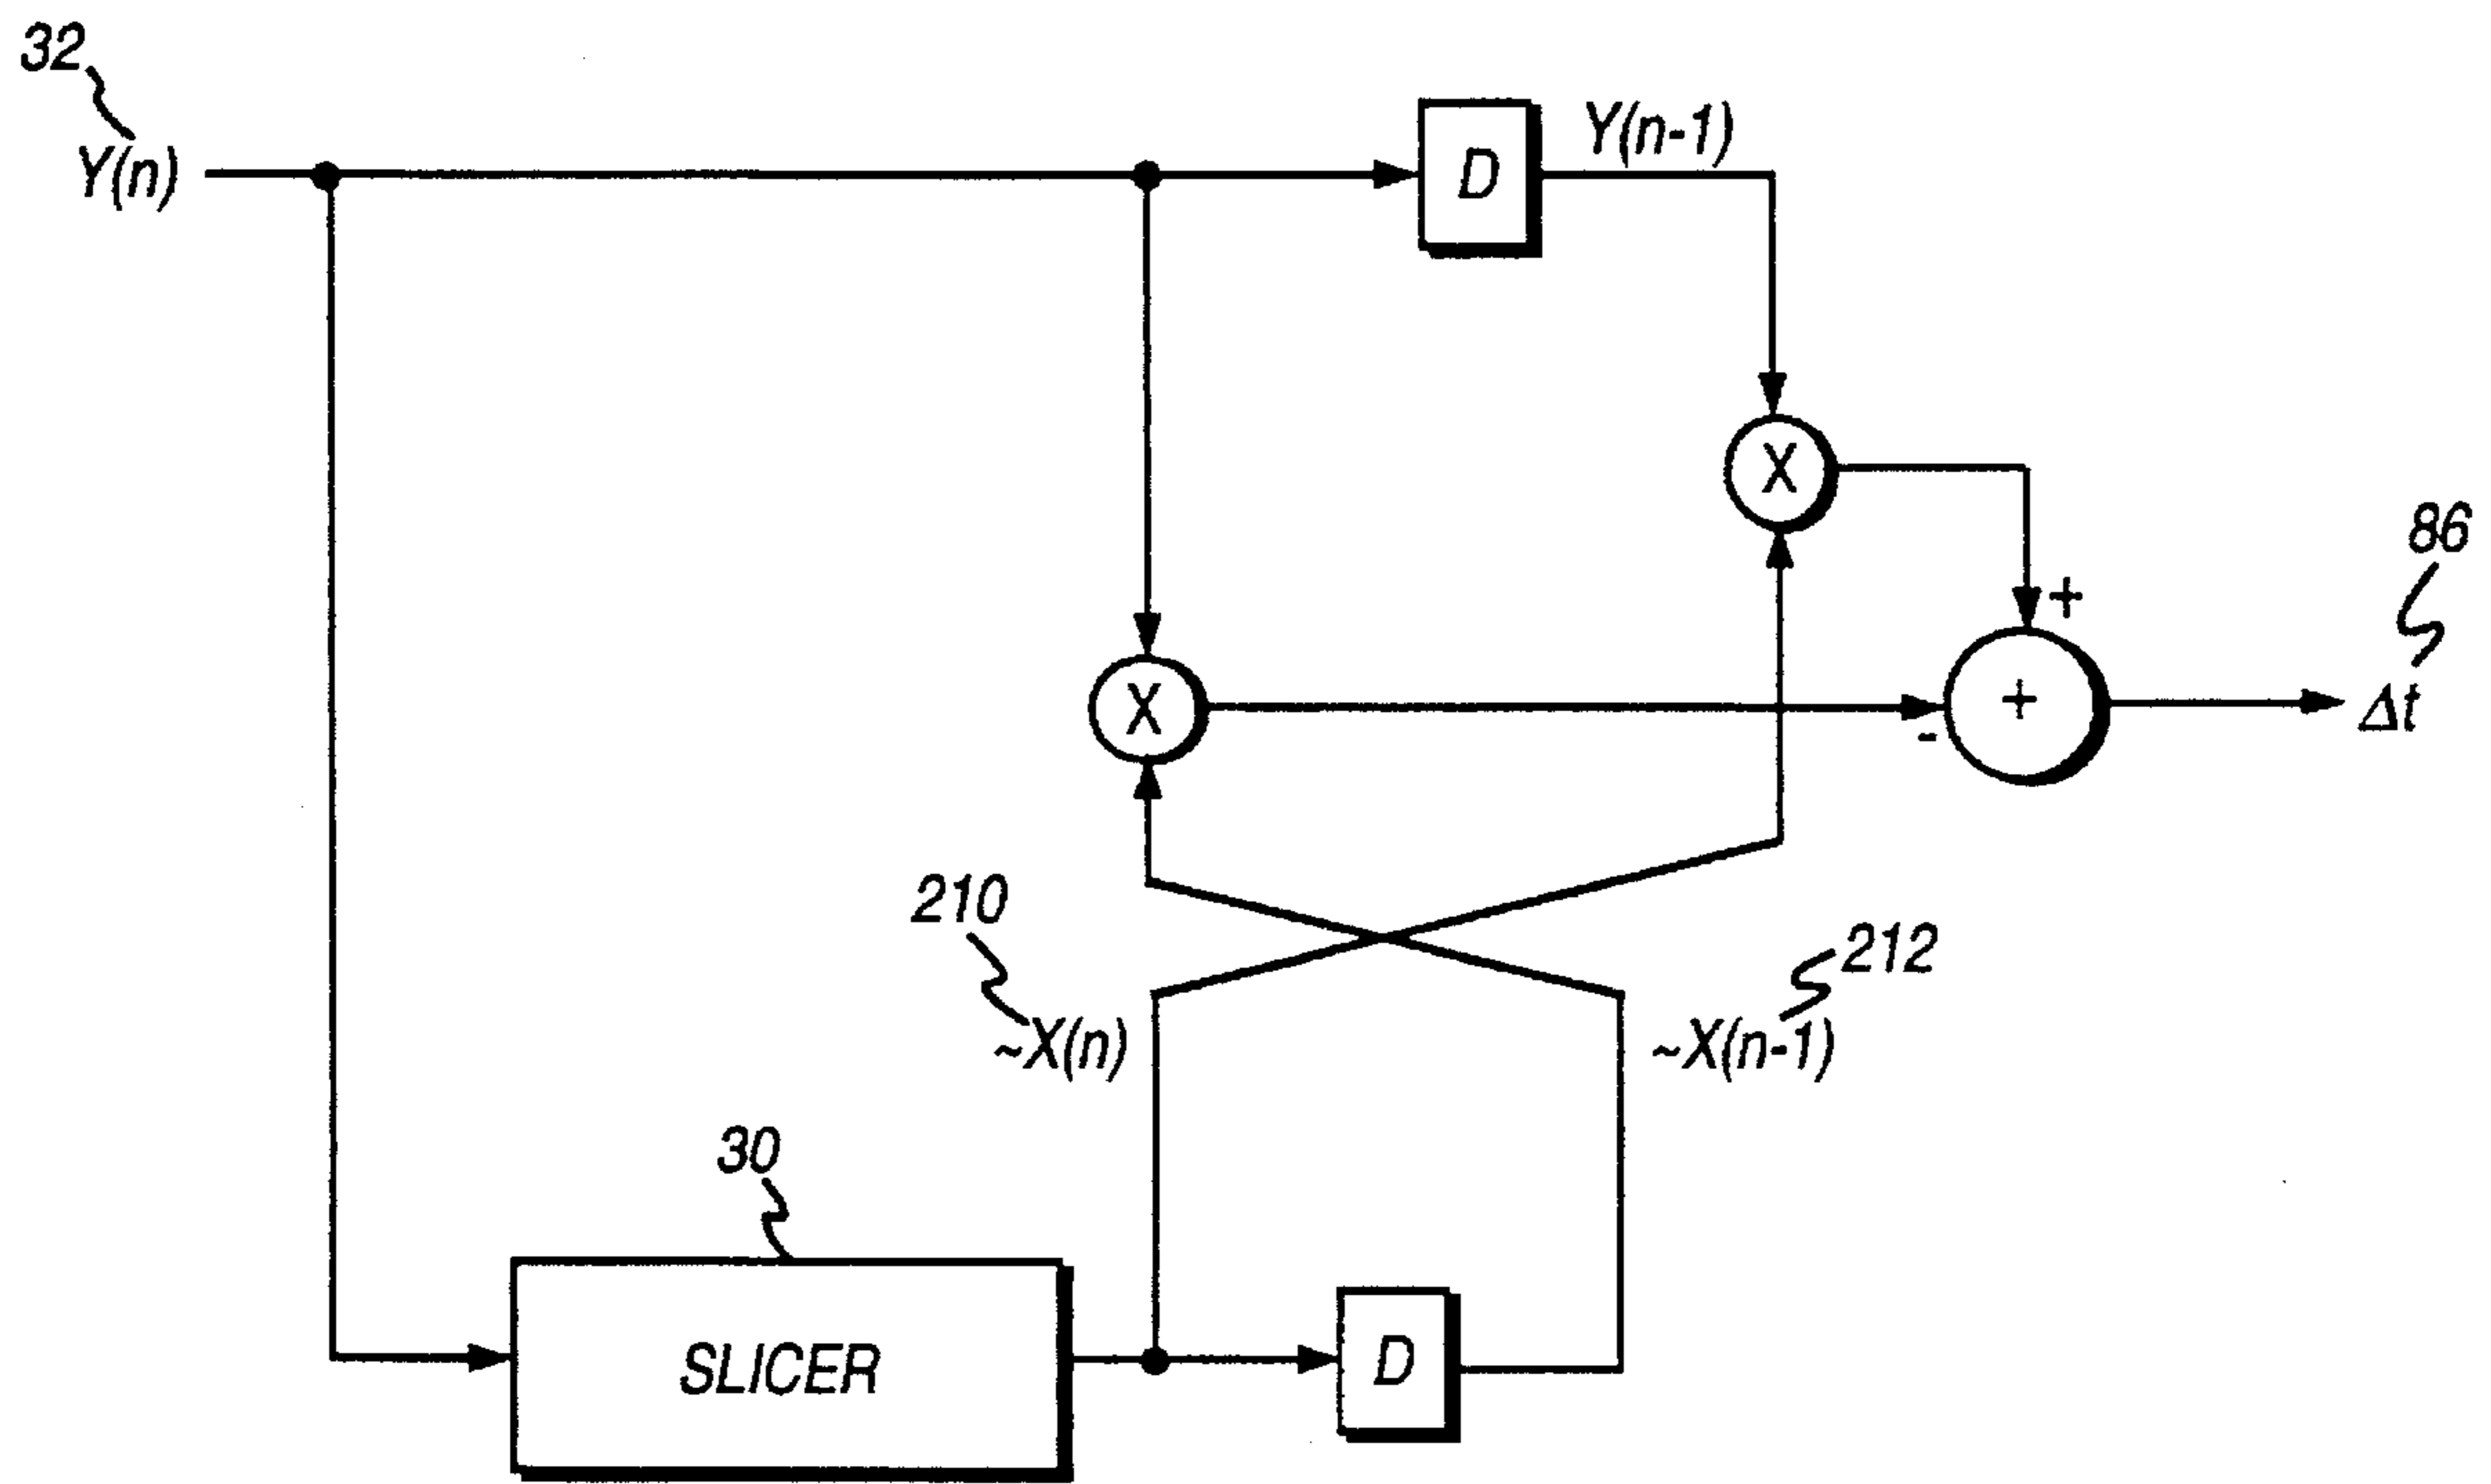 32
Y(n)
D
Y(n-1)
X
86
+
X
+
-
Δt
210
212
~X(n)
~X(n-1)
30
SLICER
D